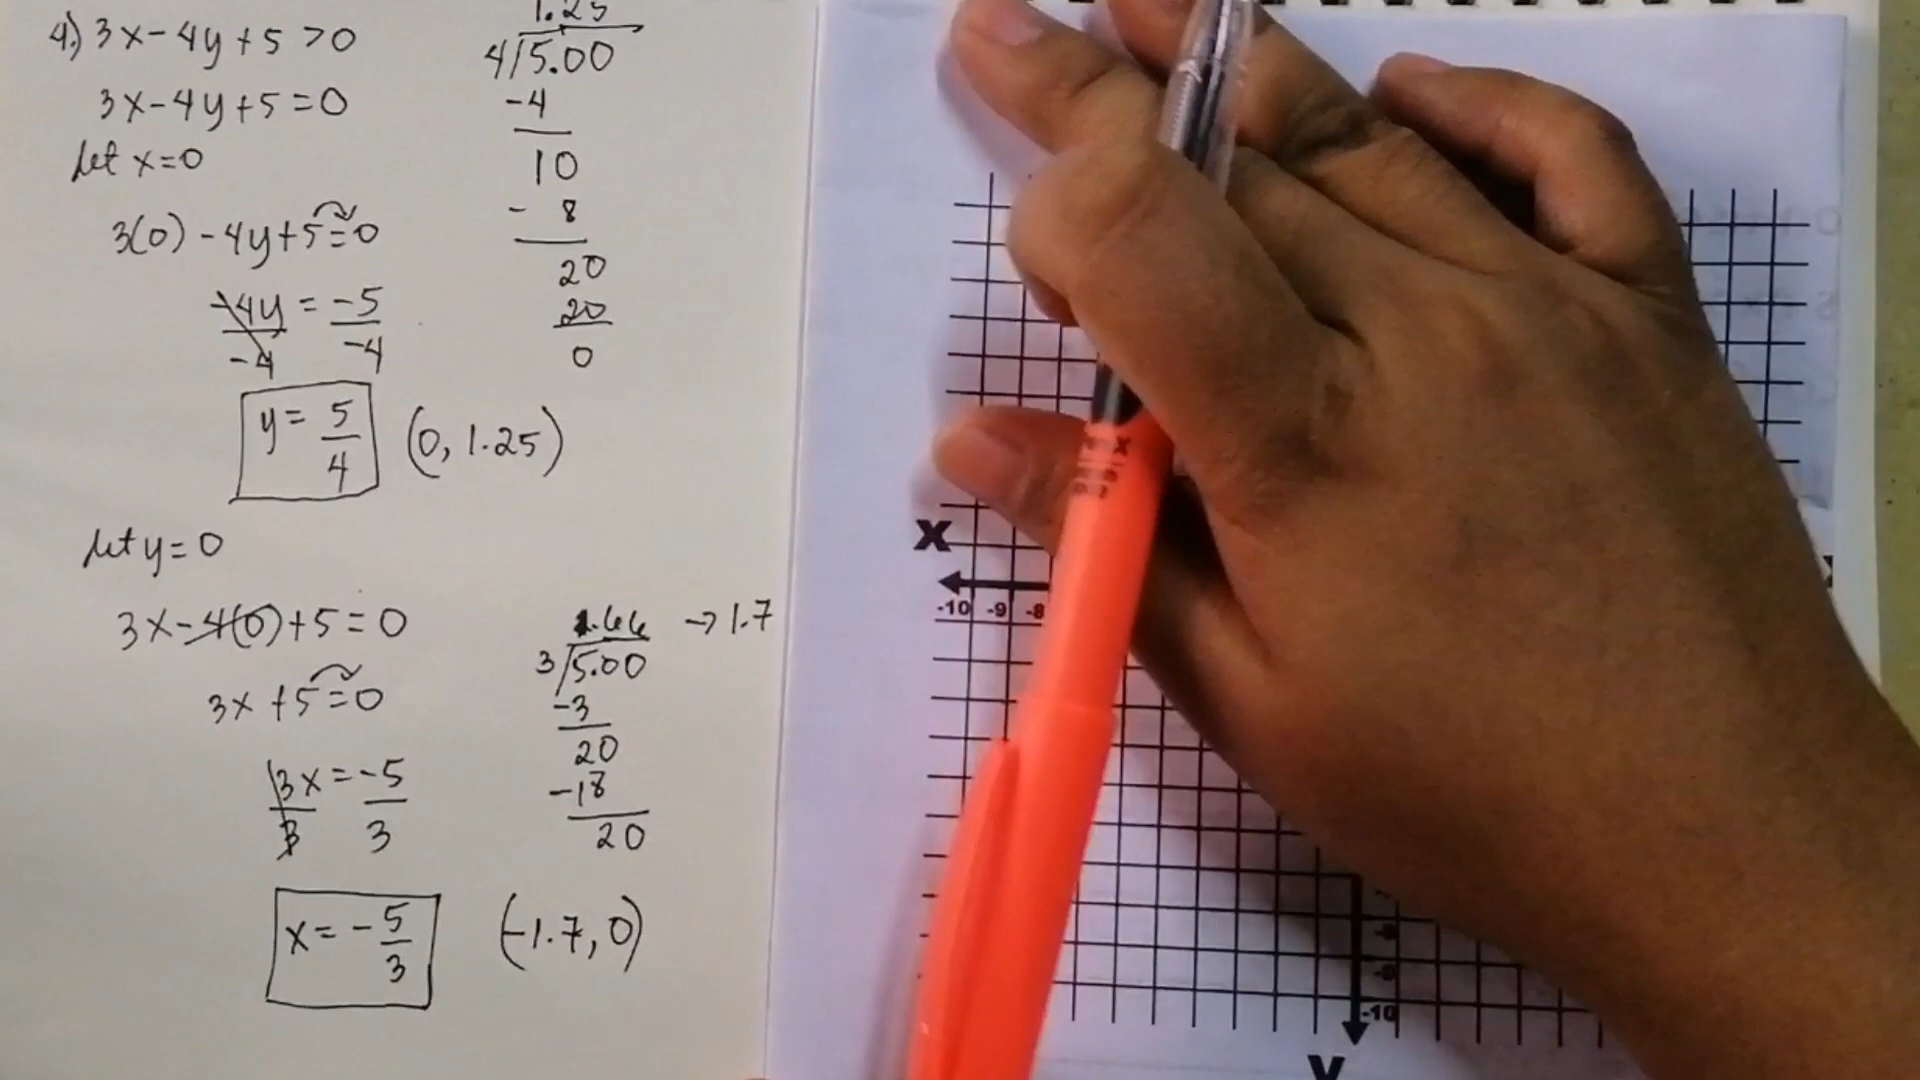 4.) 3x - 4y + 5 > 0
3x - 4y + 5 = 0
Let x = 0
3(0) - 4y + 5 = 0
-4y = -5
-4 -4
y = 5/4 (0, 1.25)
Let y = 0
3x - 4(0) + 5 = 0
3x + 5 = 0
3x = -5
3 3
x = -5/3 (-1.7, 0)
1.25
4/5.00
-4
10
- 8
20
20
0
1.66 → 1.7
3/5.00
-3
20
-18
20
X
-10 -9 -8
-10
Y